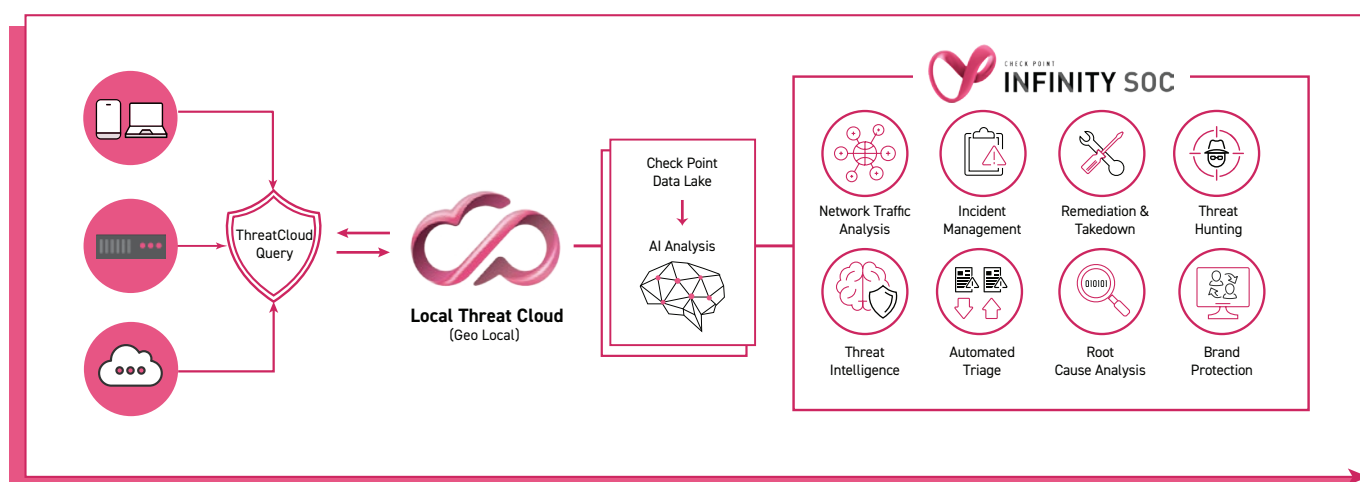 CHECK POINT
INFINITY SOC
ThreatCloud
Query
Local Threat Cloud
(Geo Local)
Check Point
Data Lake
AI Analysis
Network Traffic
Analysis
Incident
Management
Remediation &
Takedown
Threat
Hunting
Threat
Intelligence
Automated
Triage
010101
Root
Cause Analysis
Brand
Protection